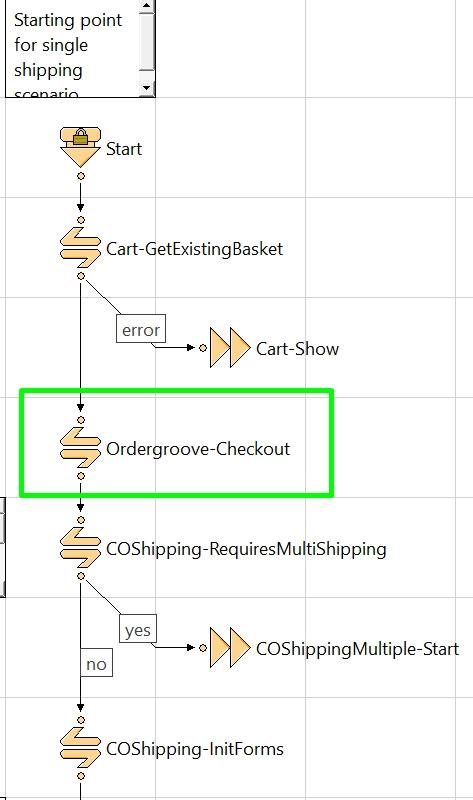 Starting point
for single
shipping
scenario
Start
Cart-GetExistingBasket
error
Cart-Show
Ordergroove-Checkout
COShipping-RequiresMultiShipping
yes
COShippingMultiple-Start
no
COShipping-InitForms